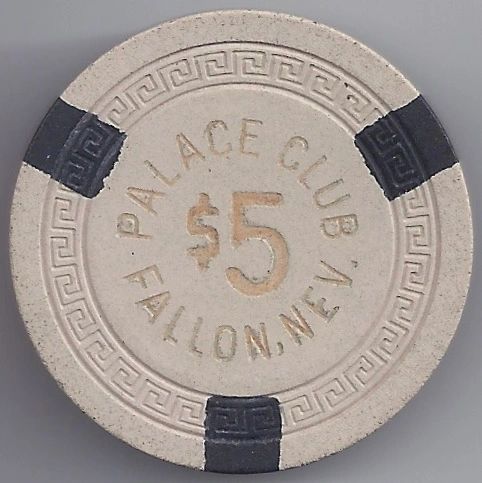 PALACE CLUB
$5
FALLON, NEV.